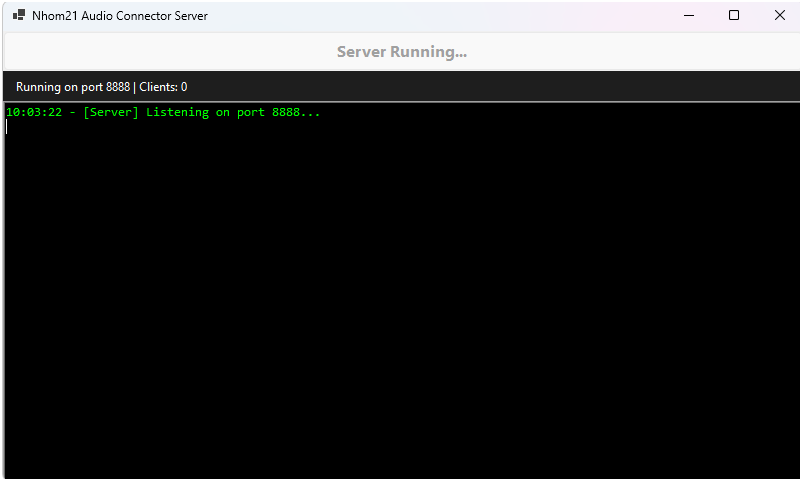 Nhom21 Audio Connector Server
Server Running...
Running on port 8888 | Clients: 0
10:03:22 - [Server] Listening on port 8888...